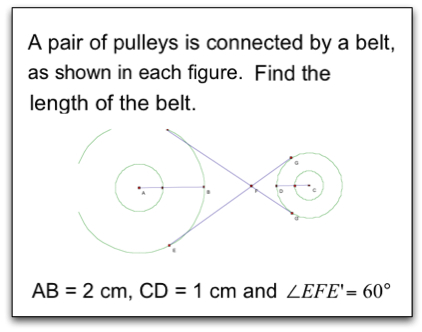 A pair of pulleys is connected by a belt,
as shown in each figure. Find the
length of the belt.
A
B
F
D
C
G
G'
E
AB = 2 cm, CD = 1 cm and ∠EFE'= 60°